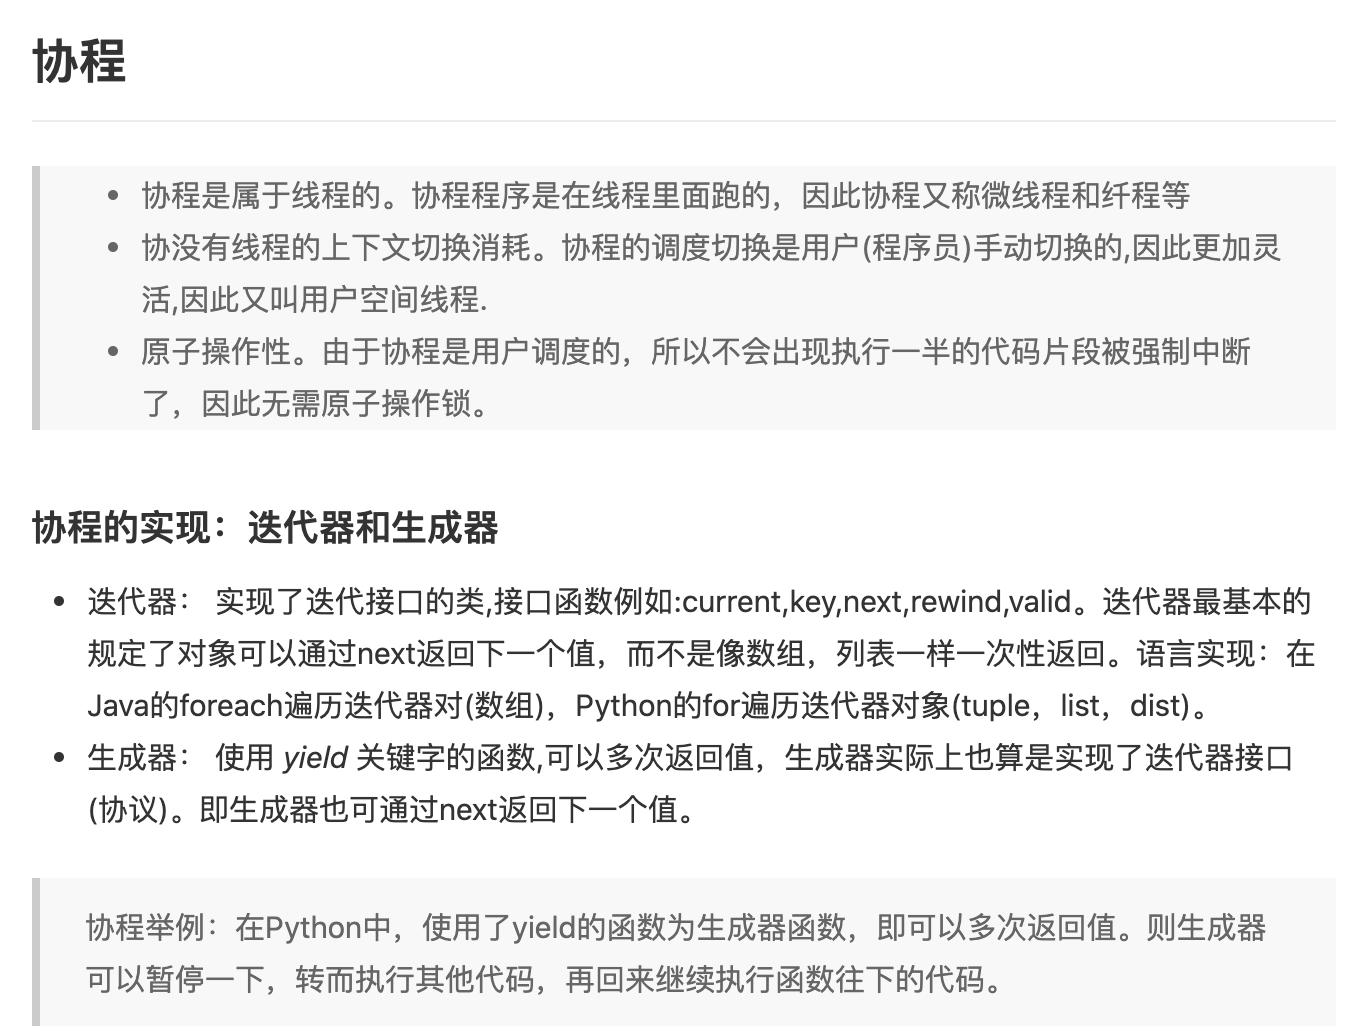 协程
协程是属于线程的。协程程序是在线程里面跑的，因此协程又称微线程和纤程等
协没有线程的上下文切换消耗。协程的调度切换是用户(程序员)手动切换的,因此更加灵
活,因此又叫用户空间线程.
原子操作性。由于协程是用户调度的，所以不会出现执行一半的代码片段被强制中断
了，因此无需原子操作锁。
协程的实现：迭代器和生成器
迭代器： 实现了迭代接口的类,接口函数例如:current,key,next,rewind,valid。迭代器最基本的
规定了对象可以通过next返回下一个值，而不是像数组，列表一样一次性返回。语言实现：在
Java的foreach遍历迭代器对(数组)，Python的for遍历迭代器对象(tuple，list，dist)。
生成器： 使用 yield 关键字的函数,可以多次返回值，生成器实际上也算是实现了迭代器接口
(协议)。即生成器也可通过next返回下一个值。
协程举例：在Python中，使用了yield的函数为生成器函数，即可以多次返回值。则生成器
可以暂停一下，转而执行其他代码，再回来继续执行函数往下的代码。